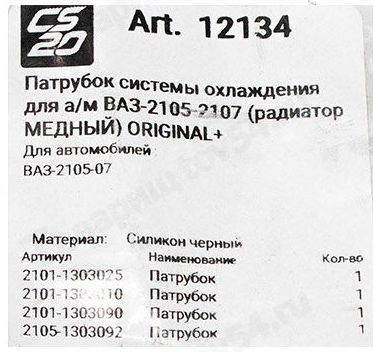 CS
20
Art. 12134
Патрубок системы охлаждения
для а/м ВАЗ-2105-2107 (радиатор
МЕДНЫЙ) ORIGINAL+
Для автомобилей
ВАЗ-2105-07
Материал: Силикон черный
Артикул Наименование Кол-во
2101-1303025 Патрубок 1
2101-1303010 Патрубок 1
2101-1303090 Патрубок 1
2105-1303092 Патрубок 1